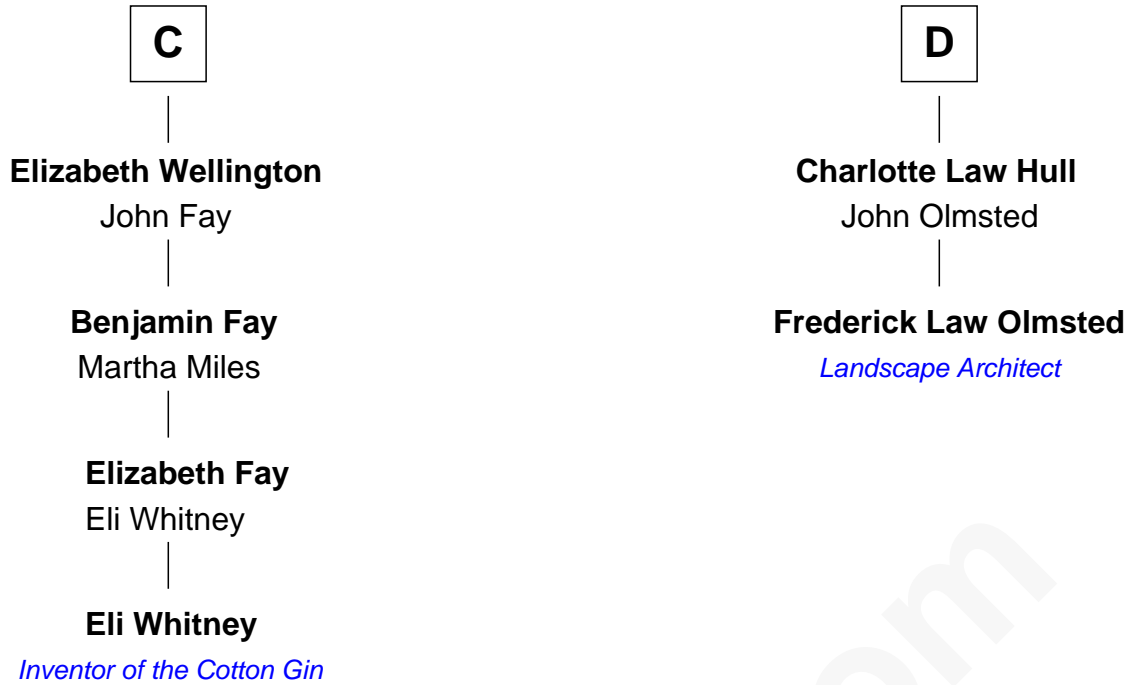 C
Elizabeth Wellington
John Fay
Benjamin Fay
Martha Miles
Elizabeth Fay
Eli Whitney
Eli Whitney
Inventor of the Cotton Gin
D
Charlotte Law Hull
John Olmsted
Frederick Law Olmsted
Landscape Architect
om